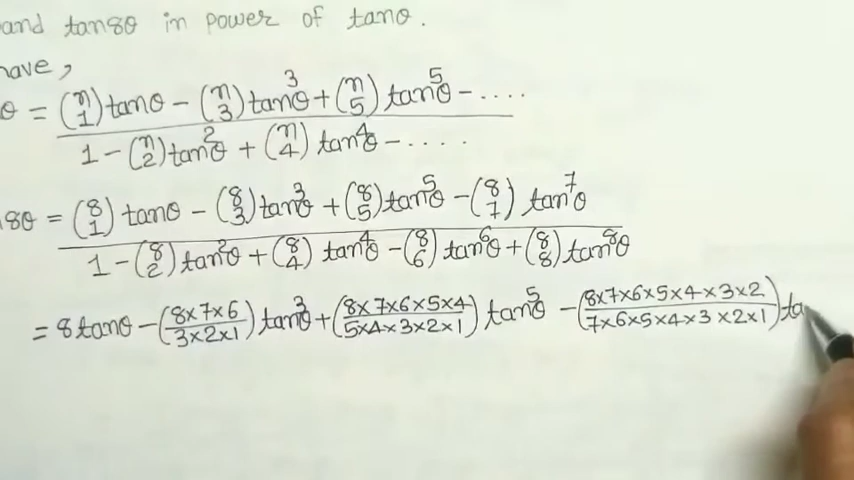 and tan8θ in power of tanθ.
have,
θ = (n 1) tanθ − (n 3) tan³θ + (n 5) tan⁵θ − ....
1 − (n 2) tan²θ + (n 4) tan⁴θ − ....
8θ = (8 1) tanθ − (8 3) tan³θ + (8 5) tan⁵θ − (8 7) tan⁷θ
1 − (8 2) tan²θ + (8 4) tan⁴θ − (8 6) tan⁶θ + (8 8) tan⁸θ
= 8tanθ − (8×7×6 / 3×2×1) tan³θ + (8×7×6×5×4 / 5×4×3×2×1) tan⁵θ − (8×7×6×5×4×3×2 / 7×6×5×4×3×2×1) ta